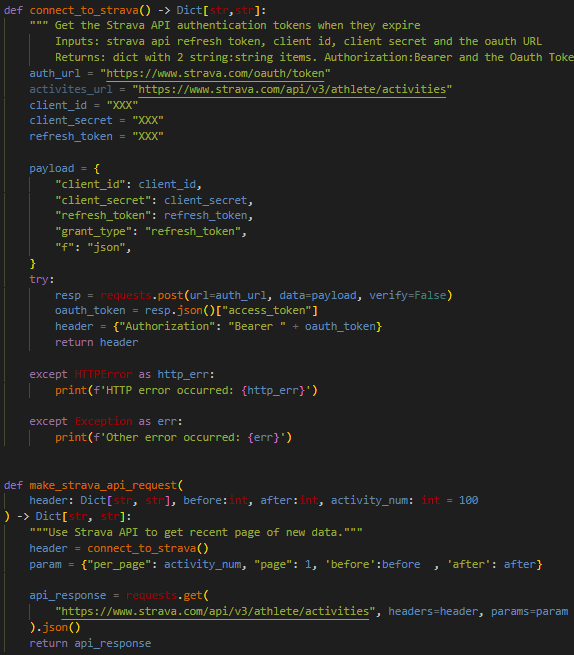 def connect_to_strava() -> Dict[str,str]:
    """ Get the Strava API authentication tokens when they expire
        Inputs: strava api refresh token, client id, client secret and the oauth URL
        Returns: dict with 2 string:string items. Authorization:Bearer and the Oauth Toke
    auth_url = "https://www.strava.com/oauth/token"
    activites_url = "https://www.strava.com/api/v3/athlete/activities"
    client_id = "XXX"
    client_secret = "XXX"
    refresh_token = "XXX"

    payload = {
        "client_id": client_id,
        "client_secret": client_secret,
        "refresh_token": refresh_token,
        "grant_type": "refresh_token",
        "f": "json",
    }
    try:
        resp = requests.post(url=auth_url, data=payload, verify=False)
        oauth_token = resp.json()["access_token"]
        header = {"Authorization": "Bearer " + oauth_token}
        return header

    except HTTPError as http_err:
        print(f'HTTP error occurred: {http_err}')

    except Exception as err:
        print(f'Other error occurred: {err}')


def make_strava_api_request(
    header: Dict[str, str], before:int, after:int, activity_num: int = 100
) -> Dict[str, str]:
    """Use Strava API to get recent page of new data."""
    header = connect_to_strava()
    param = {"per_page": activity_num, "page": 1, 'before':before  , 'after': after}

    api_response = requests.get(
        "https://www.strava.com/api/v3/athlete/activities", headers=header, params=param
    ).json()
    return api_response